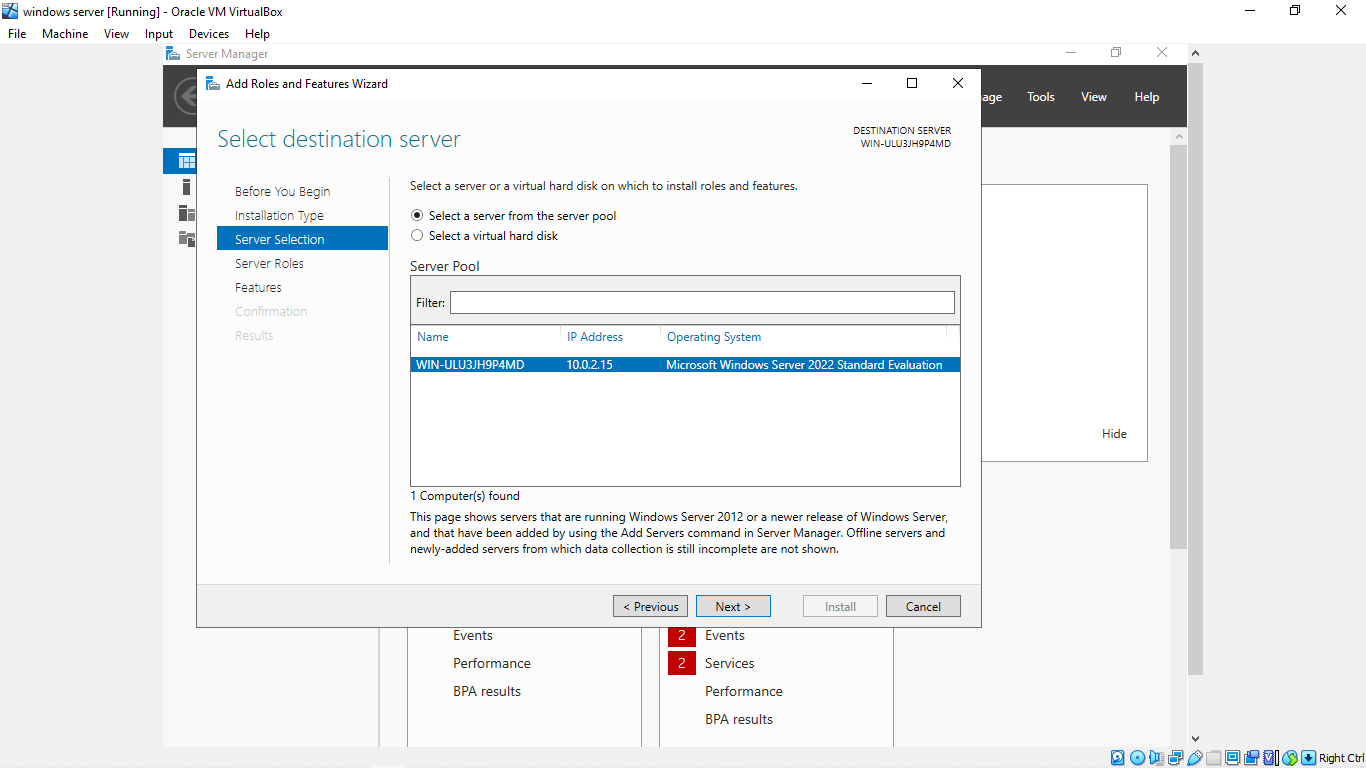 windows server [Running] - Oracle VM VirtualBox
File Machine View Input Devices Help
Server Manager
Add Roles and Features Wizard
Tools View Help
Select destination server
DESTINATION SERVER
WIN-ULU3JH9P4MD
Before You Begin
Installation Type
Server Selection
Server Roles
Features
Confirmation
Results
Select a server or a virtual hard disk on which to install roles and features.
Select a server from the server pool
Select a virtual hard disk
Server Pool
Filter:
Name IP Address Operating System
WIN-ULU3JH9P4MD 10.0.2.15 Microsoft Windows Server 2022 Standard Evaluation
1 Computer(s) found
This page shows servers that are running Windows Server 2012 or a newer release of Windows Server,
and that have been added by using the Add Servers command in Server Manager. Offline servers and
newly-added servers from which data collection is still incomplete are not shown.
< Previous Next > Install Cancel
Hide
Events
Performance
BPA results
2 Events
2 Services
Performance
BPA results
Right Ctrl